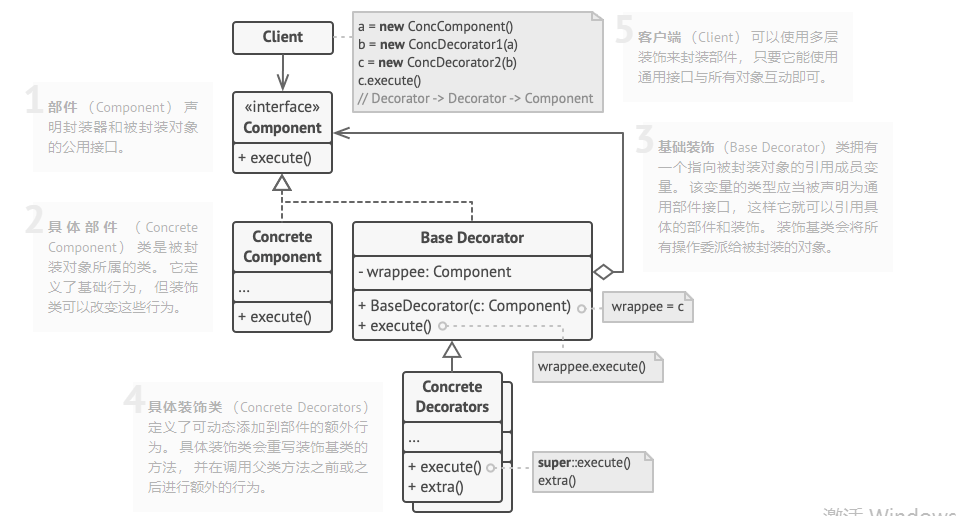 Client
a = new ConcComponent()
b = new ConcDecorator1(a)
c = new ConcDecorator2(b)
c.execute()
// Decorator -> Decorator -> Component
5
客户端 （Client） 可以使用多层
装饰来封装部件， 只要它能使用
通用接口与所有对象互动即可。
1
部件 （Component） 声
明封装器和被封装对象
的公用接口。
«interface»
Component
+ execute()
3
基础装饰 （Base Decorator） 类拥有
一个指向被封装对象的引用成员变
量。 该变量的类型应当被声明为通
用部件接口， 这样它就可以引用具
体的部件和装饰。 装饰基类会将所
有操作委派给被封装的对象。
2
具体部件 （Concrete
Component） 类是被封
装对象所属的类。 它定
义了基础行为， 但装饰
类可以改变这些行为。
Concrete
Component
...
+ execute()
Base Decorator
- wrappee: Component
+ BaseDecorator(c: Component)
+ execute()
wrappee = c
wrappee.execute()
4
具体装饰类 （Concrete Decorators）
定义了可动态添加到部件的额外行
为。 具体装饰类会重写装饰基类的
方法， 并在调用父类方法之前或之
后进行额外的行为。
Concrete
Decorators
...
+ execute()
+ extra()
super::execute()
extra()
激活 Windows